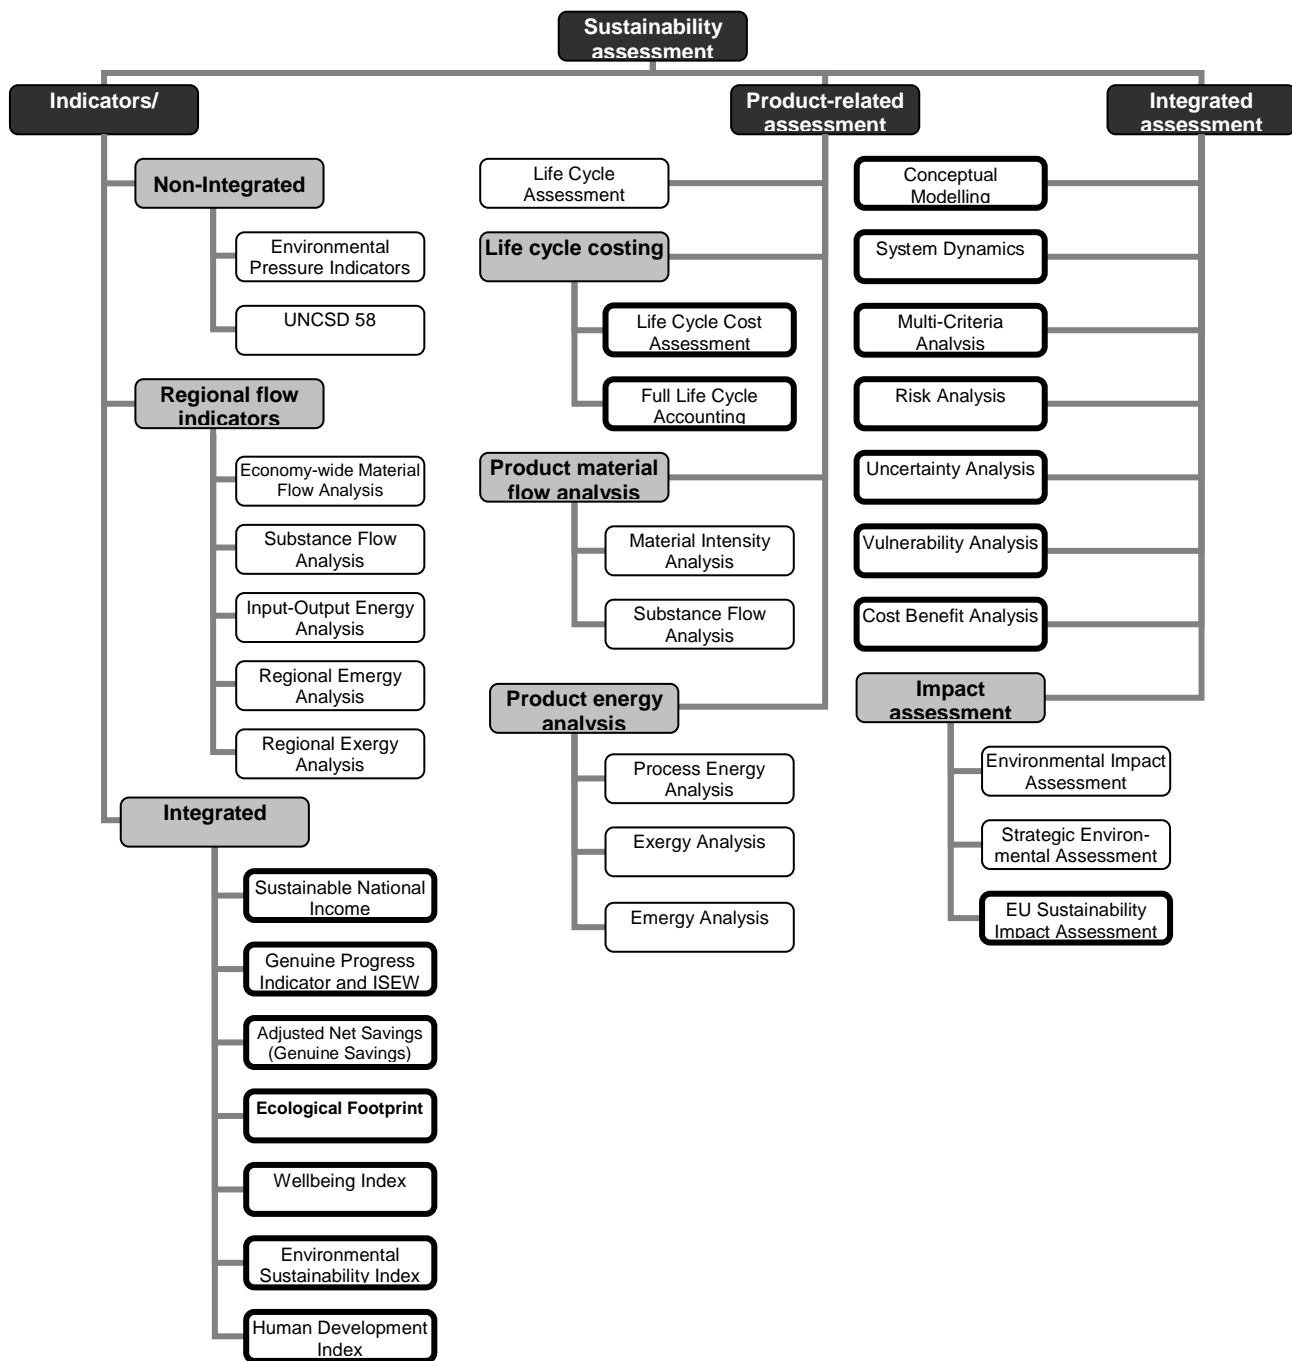 Sustainability
assessment
Indicators/
Non-Integrated
Environmental
Pressure Indicators
UNCSD 58
Regional flow
indicators
Economy-wide Material
Flow Analysis
Substance Flow
Analysis
Input-Output Energy
Analysis
Regional Emergy
Analysis
Regional Exergy
Analysis
Integrated
Sustainable National
Income
Genuine Progress
Indicator and ISEW
Adjusted Net Savings
(Genuine Savings)
Ecological Footprint
Wellbeing Index
Environmental
Sustainability Index
Human Development
Index
Product-related
assessment
Life Cycle
Assessment
Life cycle costing
Life Cycle Cost
Assessment
Full Life Cycle
Accounting
Product material
flow analysis
Material Intensity
Analysis
Substance Flow
Analysis
Product energy
analysis
Process Energy
Analysis
Exergy Analysis
Emergy Analysis
Integrated
assessment
Conceptual
Modelling
System Dynamics
Multi-Criteria
Analysis
Risk Analysis
Uncertainty Analysis
Vulnerability Analysis
Cost Benefit Analysis
Impact
assessment
Environmental Impact
Assessment
Strategic Environ-
mental Assessment
EU Sustainability
Impact Assessment